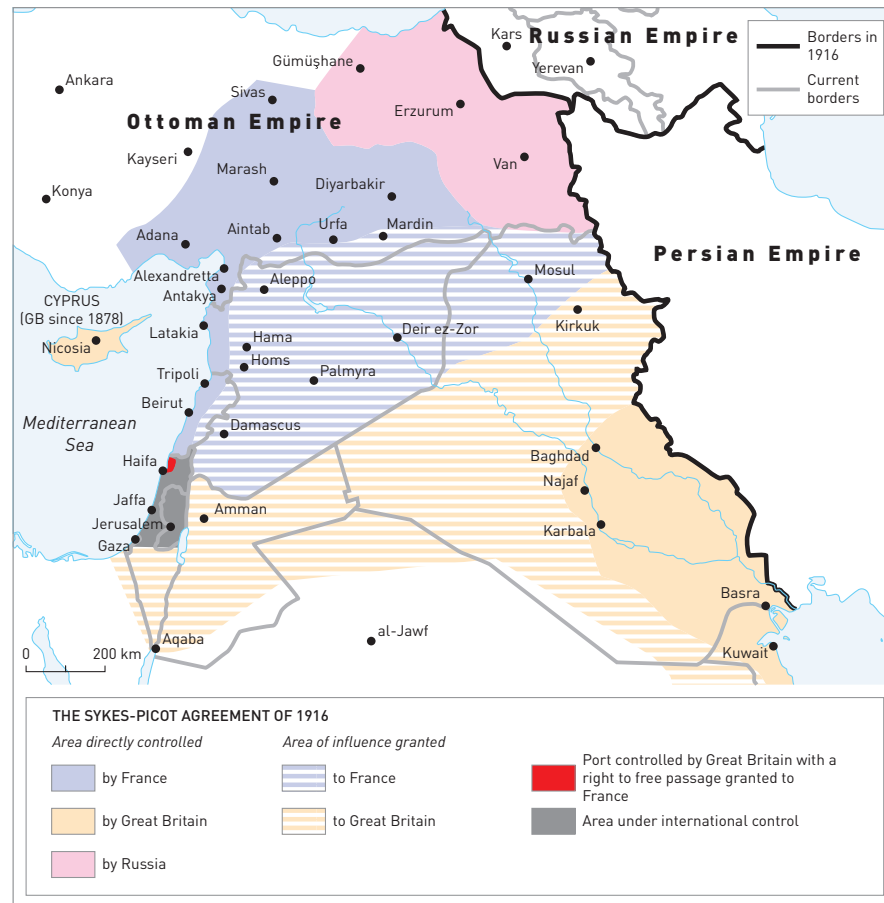 Kars
Russian Empire
Borders in
1916
Gümüşhane
Yerevan
Current
borders
Ankara
Sivas
Erzurum
Ottoman Empire
Kayseri
Van
Marash
Diyarbakir
Konya
Adana
Aintab
Urfa
Mardin
Persian Empire
Alexandretta
Mosul
Antakya
Aleppo
CYPRUS
(GB since 1878)
Kirkuk
Latakia
Deir ez-Zor
Nicosia
Hama
Homs
Tripoli
Palmyra
Beirut
Mediterranean
Sea
Damascus
Haifa
Baghdad
Najaf
Jaffa
Amman
Jerusalem
Karbala
Gaza
Basra
Aqaba
al-Jawf
Kuwait
0 200 km
THE SYKES-PICOT AGREEMENT OF 1916
Area directly controlled
by France
by Great Britain
by Russia
Area of influence granted
to France
to Great Britain
Port controlled by Great Britain with a
right to free passage granted to
France
Area under international control